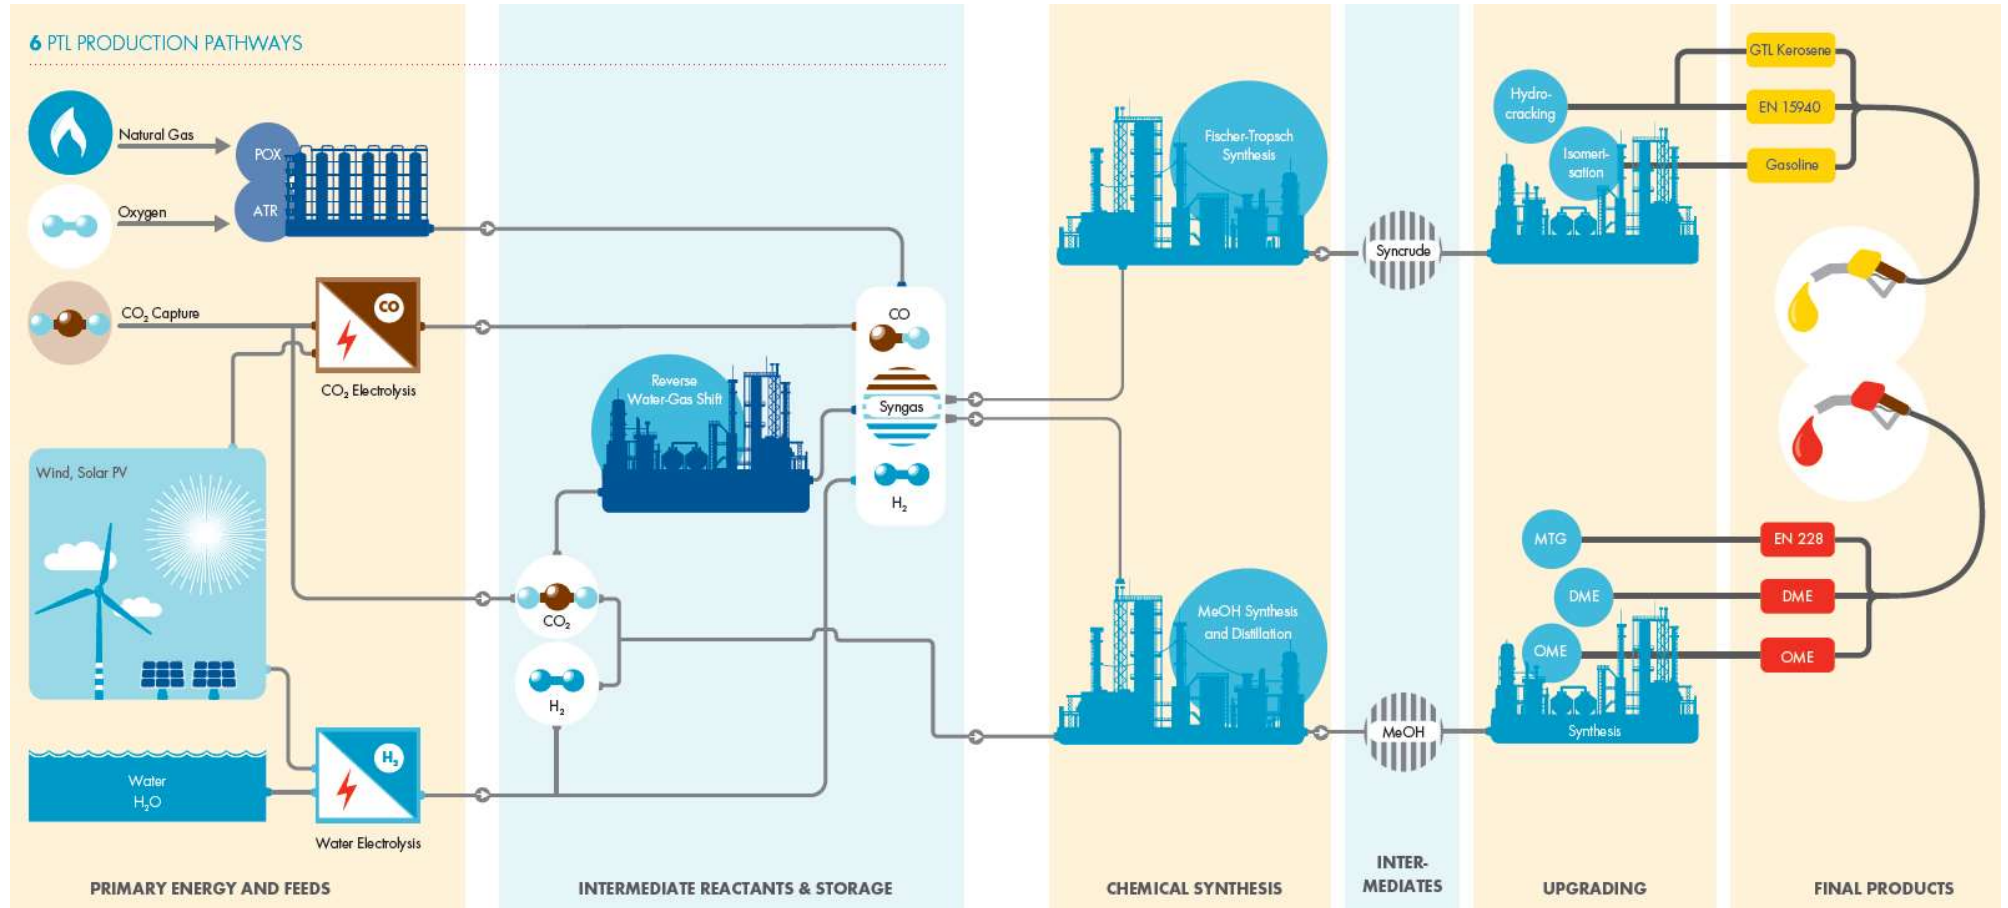 6 PTL PRODUCTION PATHWAYS
Natural Gas
POX
Oxygen
ATR
CO₂ Capture
CO
CO₂ Electrolysis
Wind, Solar PV
Water
H₂O
H₂
Water Electrolysis
PRIMARY ENERGY AND FEEDS
Reverse
Water-Gas Shift
CO
Syngas
H₂
CO₂
H₂
INTERMEDIATE REACTANTS & STORAGE
Fischer-Tropsch
Synthesis
MeOH Synthesis
and Distillation
CHEMICAL SYNTHESIS
Syncrude
MeOH
INTER-
MEDIATES
Hydro-
cracking
Isomeri-
sation
MTG
DME
OME
Synthesis
UPGRADING
GTL Kerosene
EN 15940
Gasoline
EN 228
DME
OME
FINAL PRODUCTS